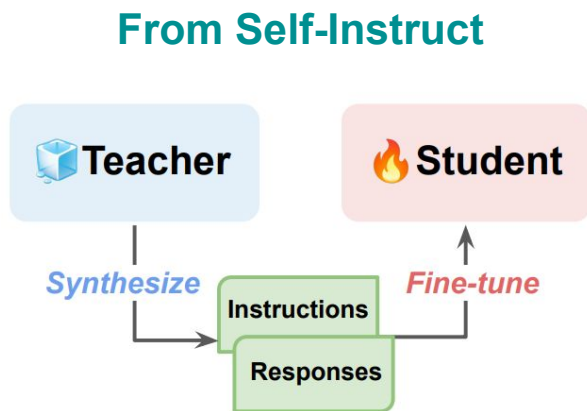 From Self-Instruct
Teacher
Student
Synthesize
Fine-tune
Instructions
Responses